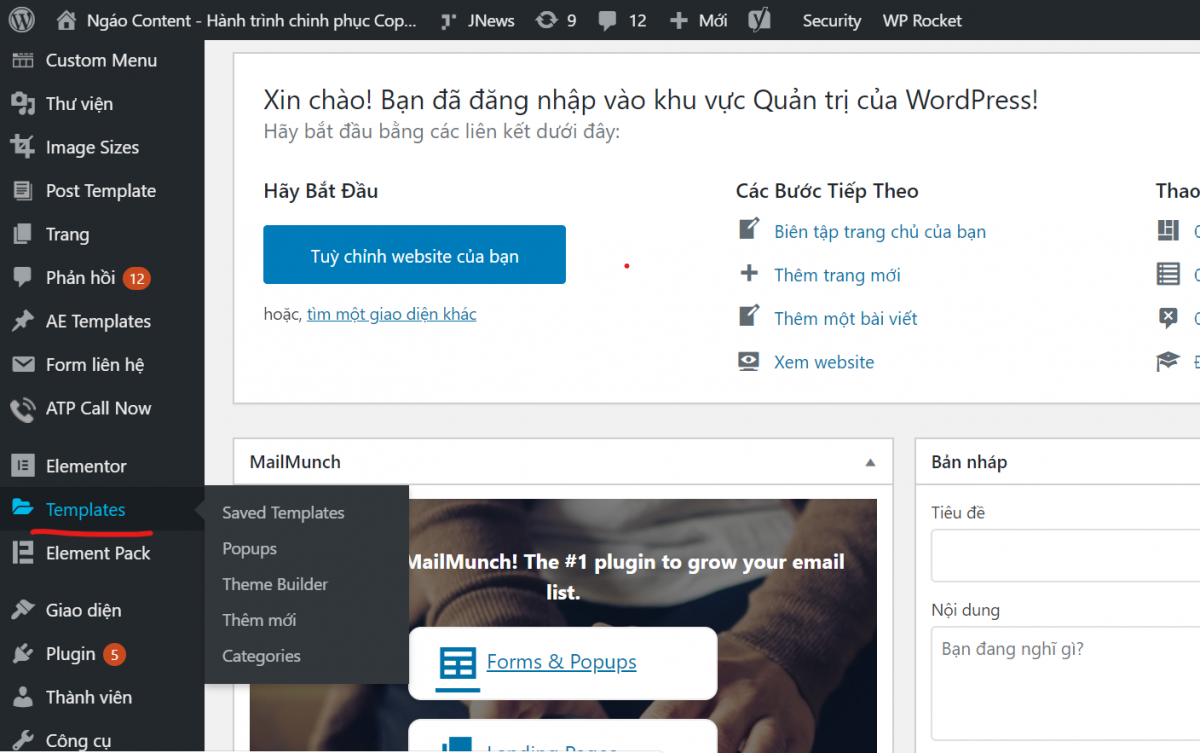 Ngáo Content - Hành trình chinh phục Cop... JNews 9 12 Mới Security WP Rocket
Custom Menu
Thư viện
Image Sizes
Post Template
Trang
Phản hồi 12
AE Templates
Form liên hệ
ATP Call Now
Elementor
Templates
Element Pack
Giao diện
Plugin 5
Thành viên
Công cụ
Saved Templates
Popups
Theme Builder
Thêm mới
Categories
Xin chào! Bạn đã đăng nhập vào khu vực Quản trị của WordPress!
Hãy bắt đầu bằng các liên kết dưới đây:
Hãy Bắt Đầu
Tuỳ chỉnh website của bạn
hoặc, tìm một giao diện khác
Các Bước Tiếp Theo
Biên tập trang chủ của bạn
Thêm trang mới
Thêm một bài viết
Xem website
Thao
MailMunch
MailMunch! The #1 plugin to grow your email
list.
Forms & Popups
Landing Pages
Bản nháp
Tiêu đề
Nội dung
Bạn đang nghĩ gì?